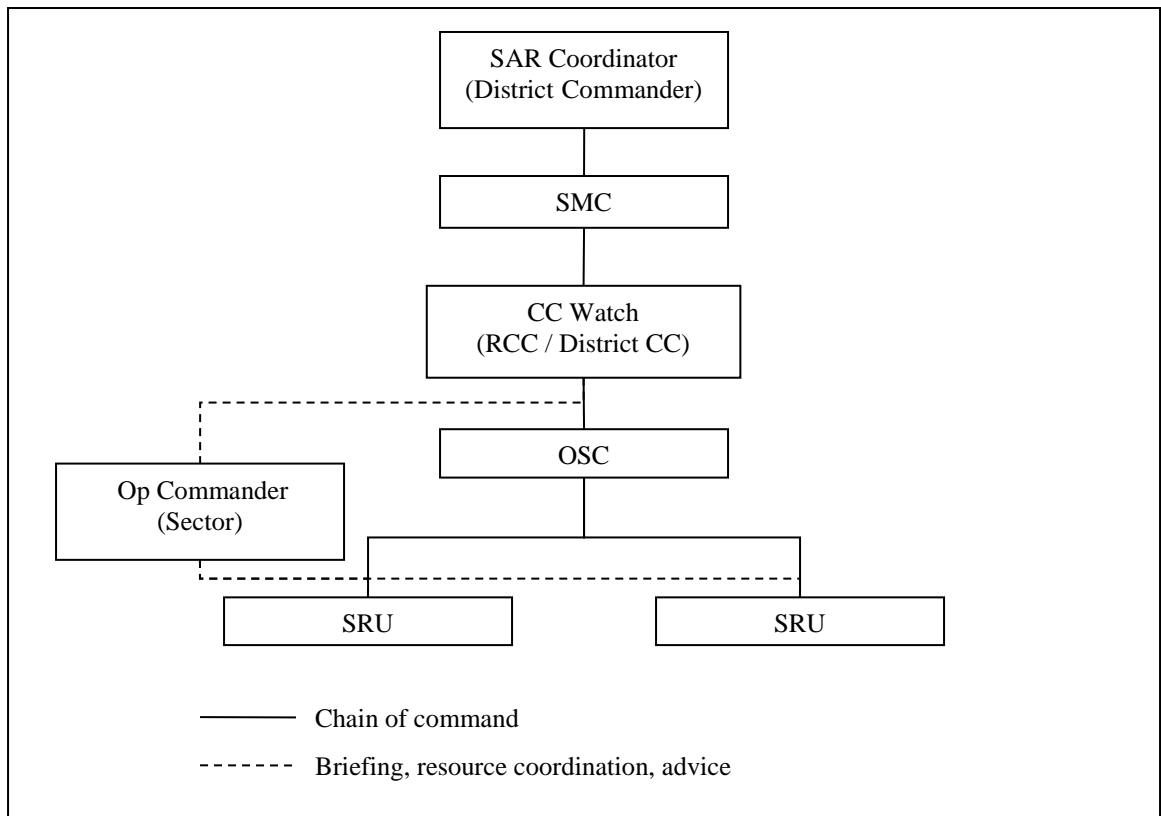 SAR Coordinator
(District Commander)
SMC
CC Watch
(RCC / District CC)
OSC
Op Commander
(Sector)
SRU
SRU
Chain of command
Briefing, resource coordination, advice